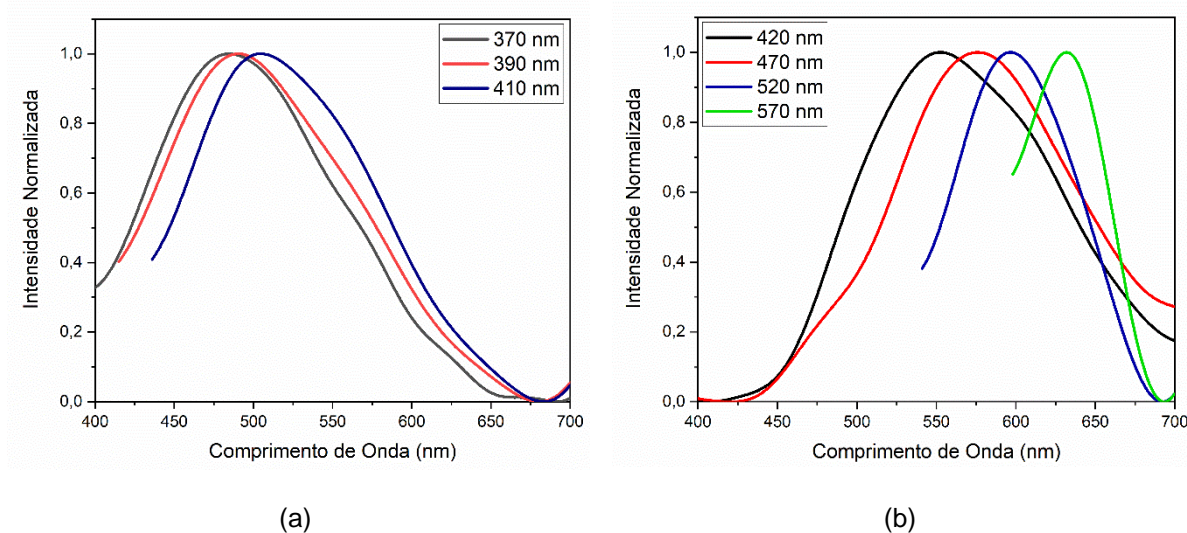 370 nm
390 nm
410 nm
1,0
0,8
0,6
0,4
0,2
0,0
Intensidade Normalizada
400 450 500 550 600 650 700
Comprimento de Onda (nm)
(a)
420 nm
470 nm
520 nm
570 nm
1,0
0,8
0,6
0,4
0,2
0,0
Intensidade Normalizada
400 450 500 550 600 650 700
Comprimento de Onda (nm)
(b)